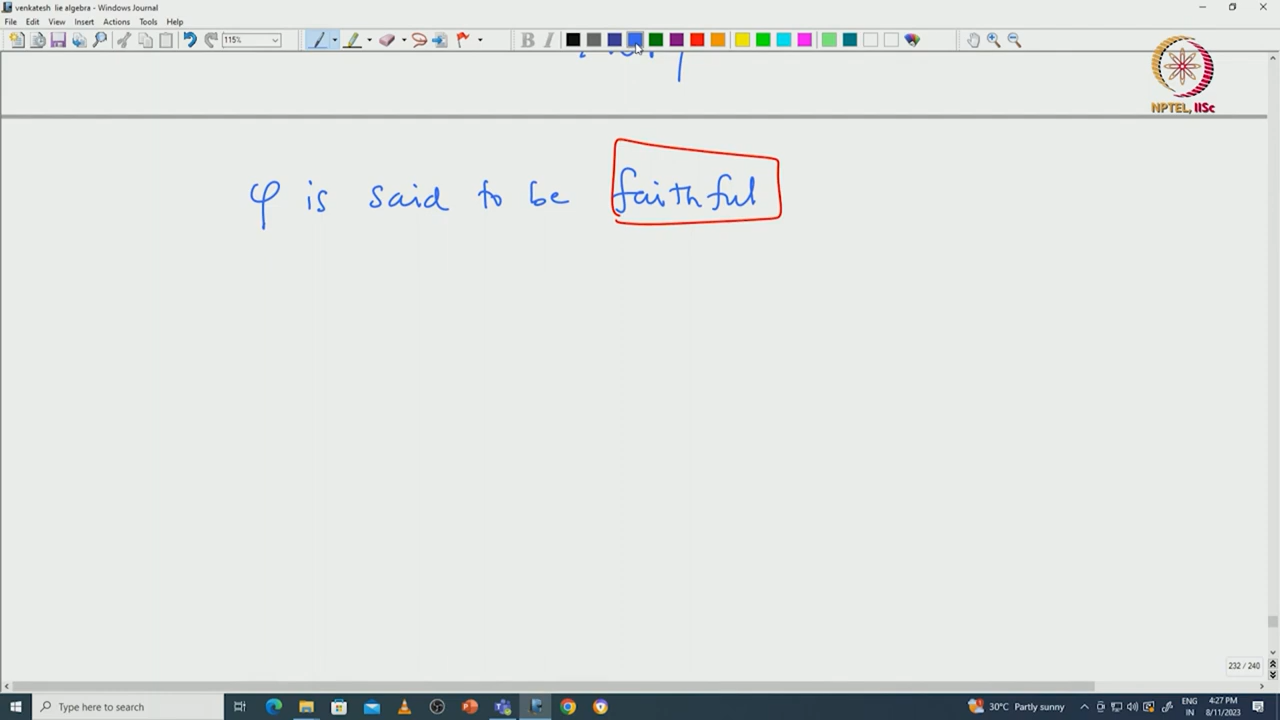 venkatesh lie algebra - Windows Journal
File Edit View Insert Actions Tools Help
115%
NPTEL, IISc
φ is said to be faithful
232 / 240
Type here to search
30°C Partly sunny
ENG
IN
4:27 PM
8/11/2023